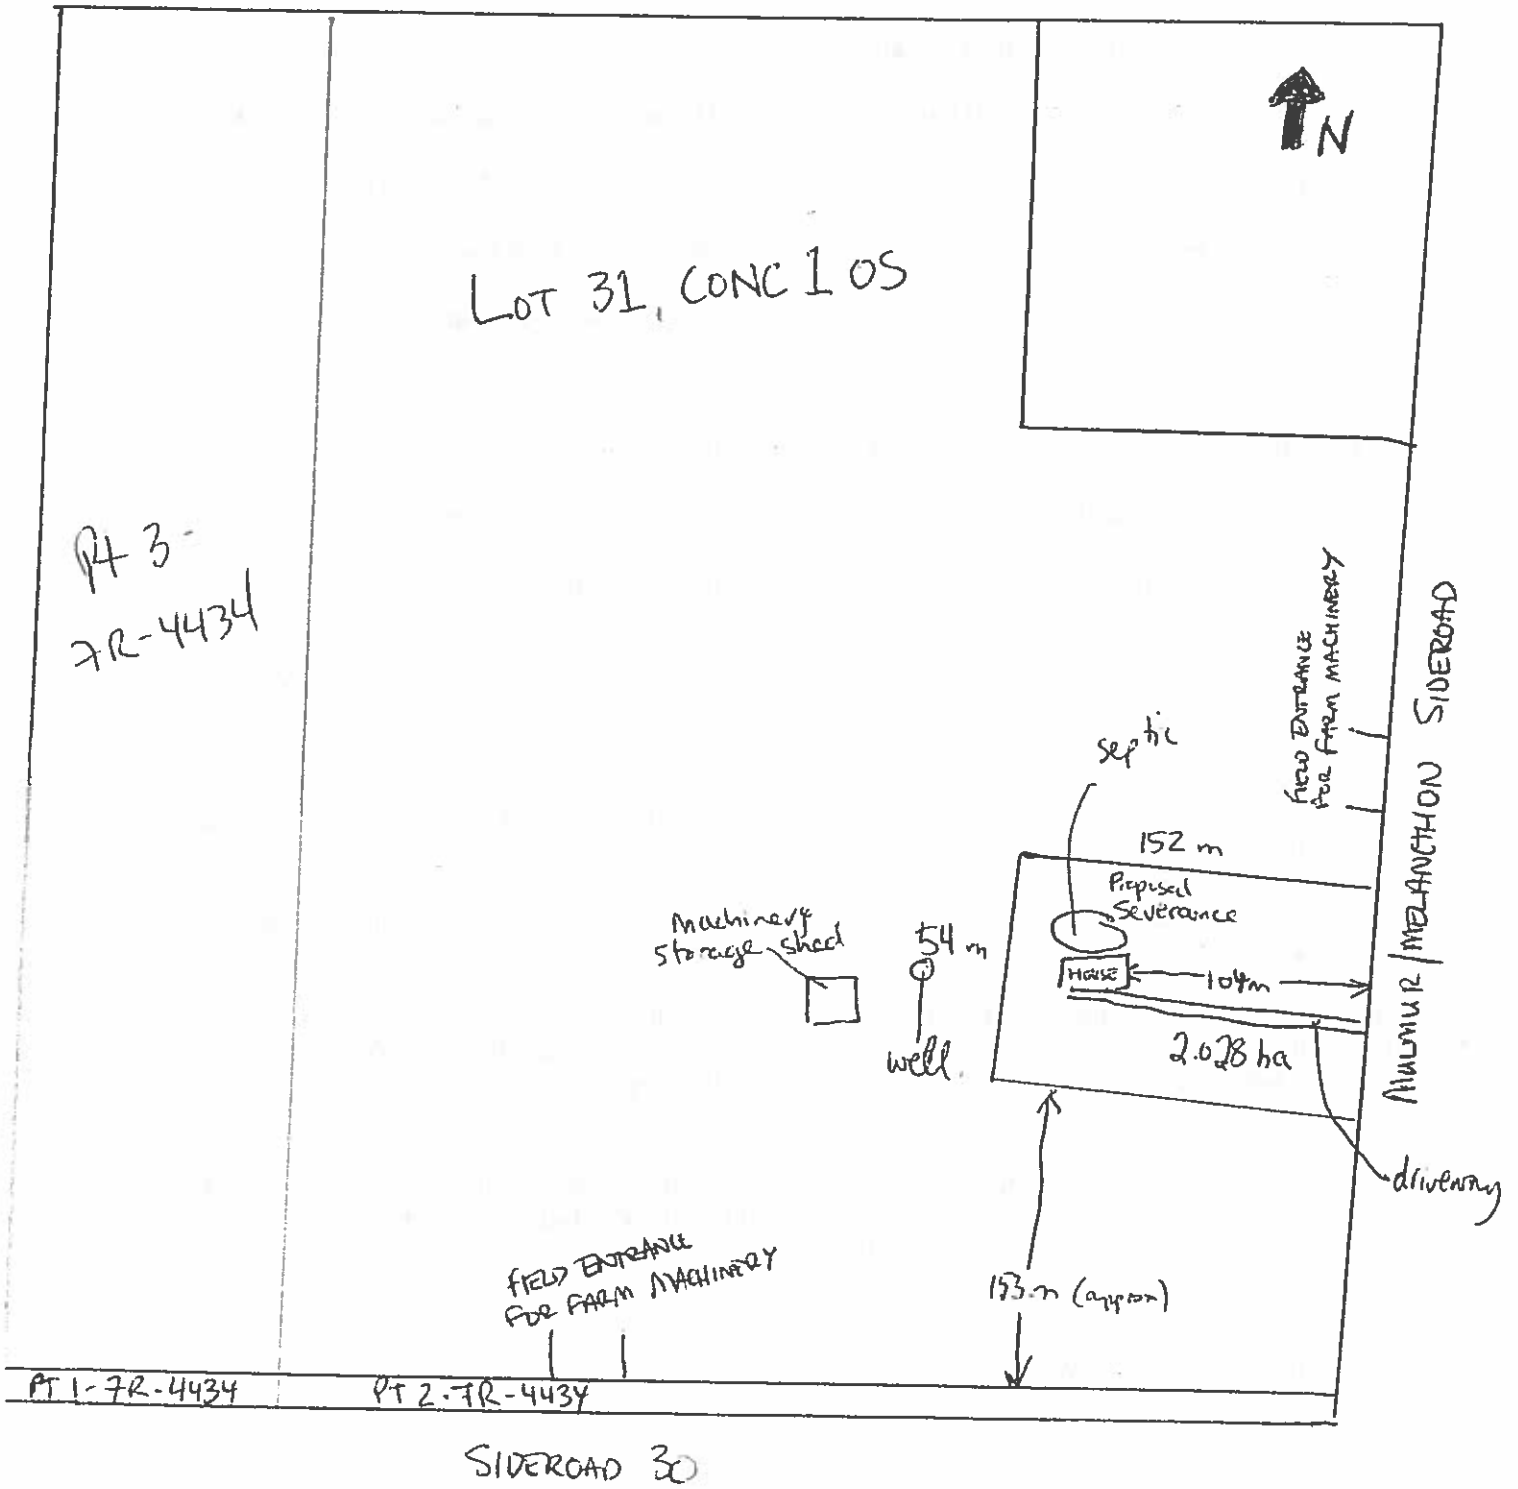 N
LOT 31, CONC 1 OS
Pt 3-
7R-4434
FIELD ENTRANCE
FOR FARM MACHINERY
MULMUR / MELANCTHON SIDEROAD
septic
152 m
Proposal
Severance
Machinery
storage shed
54 m
HOUSE
104m
well
2.028 ha
driveway
153 m (approx)
FIELD ENTRANCE
FOR FARM MACHINERY
PT 1-7R-4434
PT 2-7R-4434
SIDEROAD 30